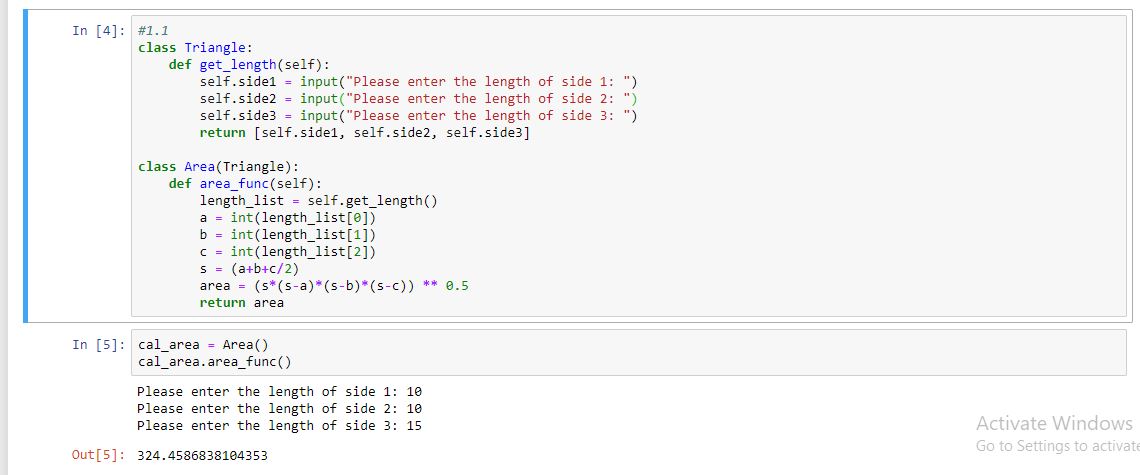 In [4]: #1.1
class Triangle:
    def get_length(self):
        self.side1 = input("Please enter the length of side 1: ")
        self.side2 = input("Please enter the length of side 2: ")
        self.side3 = input("Please enter the length of side 3: ")
        return [self.side1, self.side2, self.side3]

class Area(Triangle):
    def area_func(self):
        length_list = self.get_length()
        a = int(length_list[0])
        b = int(length_list[1])
        c = int(length_list[2])
        s = (a+b+c/2)
        area = (s*(s-a)*(s-b)*(s-c)) ** 0.5
        return area
In [5]: cal_area = Area()
cal_area.area_func()
Please enter the length of side 1: 10
Please enter the length of side 2: 10
Please enter the length of side 3: 15
Out[5]: 324.4586838104353
Activate Windows
Go to Settings to activate